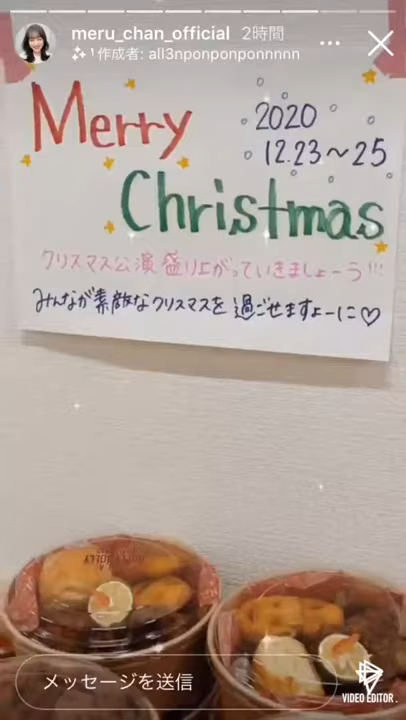 meru_chan_official 2時間
作成者: all3nponponponnnnn
Merry
2020
12.23～25
Christmas
クリスマス公演盛り上がっていきましょーう!!!
みんなが素敵なクリスマスを過ごせますよーに♡
メッセージを送信
VIDEO EDITOR